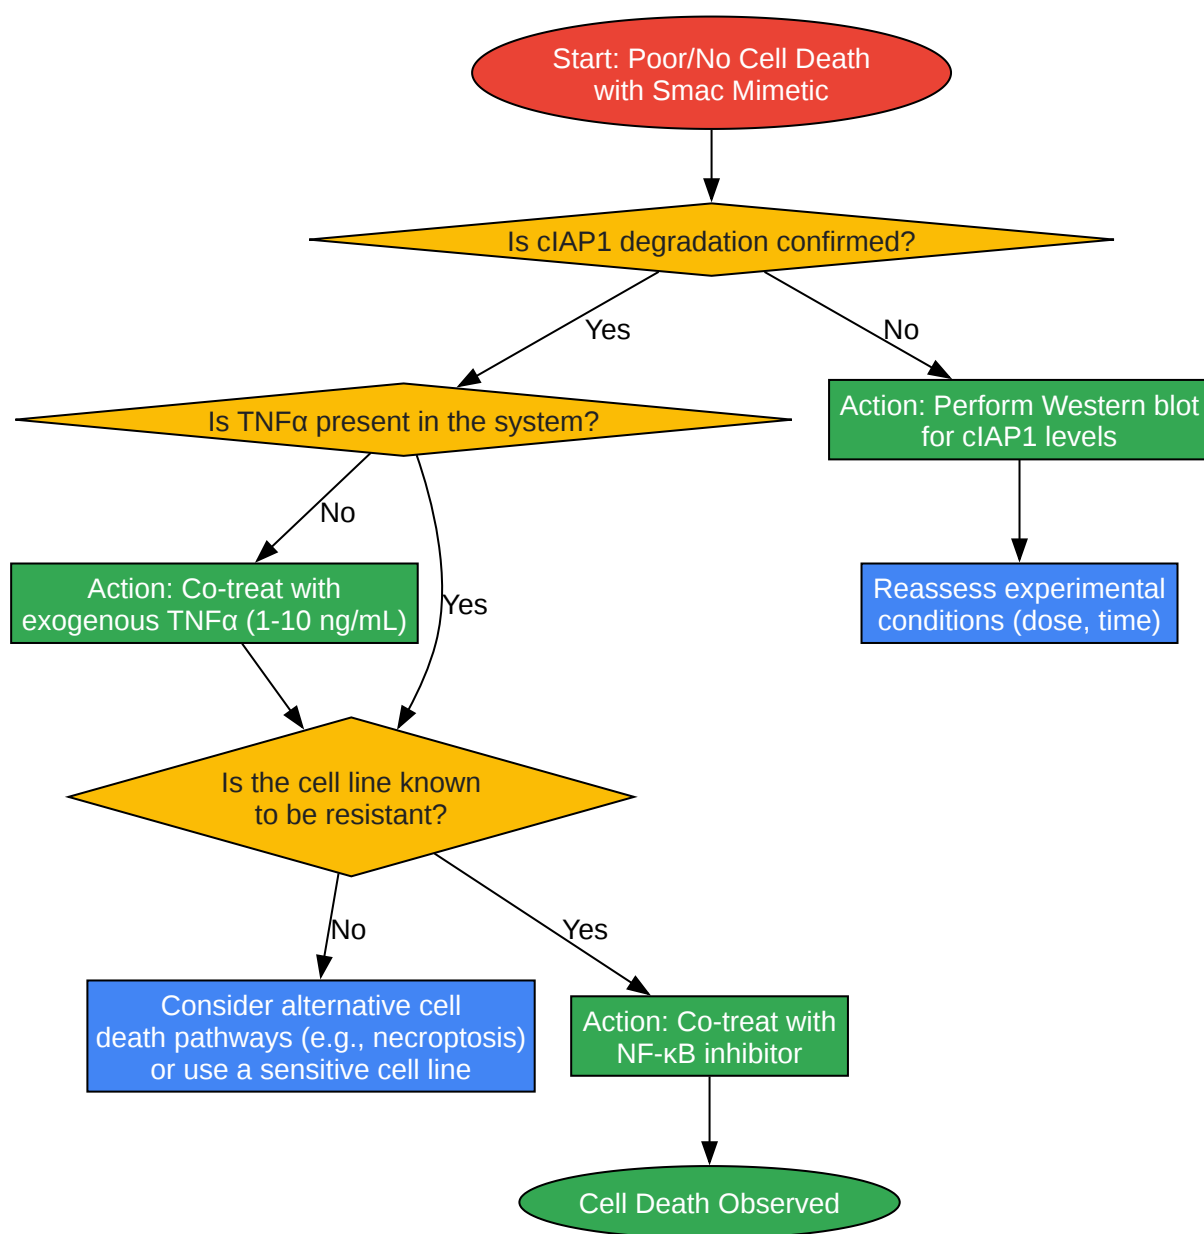 Start: Poor/No Cell Death
with Smac Mimetic
Is cIAP1 degradation confirmed?
Yes
No
Is TNFα present in the system?
Action: Perform Western blot
for cIAP1 levels
No
Yes
Action: Co-treat with
exogenous TNFα (1-10 ng/mL)
Reassess experimental
conditions (dose, time)
Is the cell line known
to be resistant?
No
Yes
Consider alternative cell
death pathways (e.g., necroptosis)
or use a sensitive cell line
Action: Co-treat with
NF-κB inhibitor
Cell Death Observed